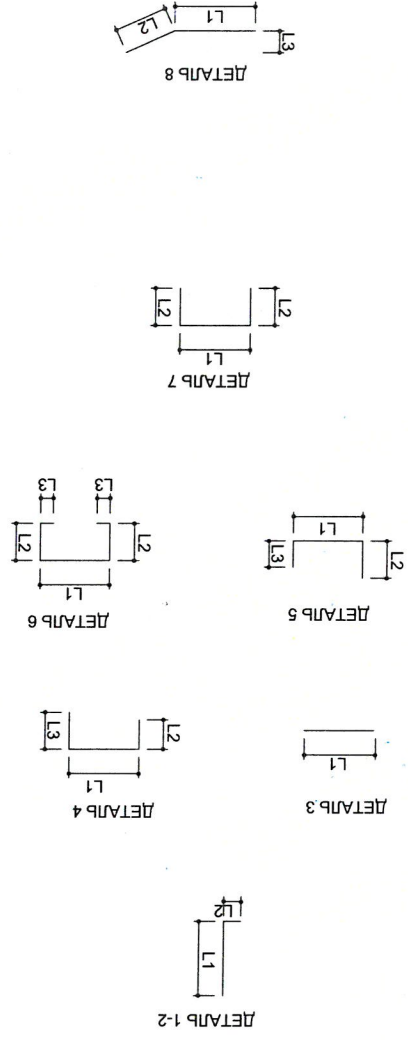 ДЕТАЛЬ 1-2
L1
L2
ДЕТАЛЬ 3
L1
ДЕТАЛЬ 4
L1
L2
L3
ДЕТАЛЬ 5
L2
L3
L1
ДЕТАЛЬ 6
L1
L2
L2
L3
L3
ДЕТАЛЬ 7
L1
L2
L2
ДЕТАЛЬ 8
L3
L1
L2